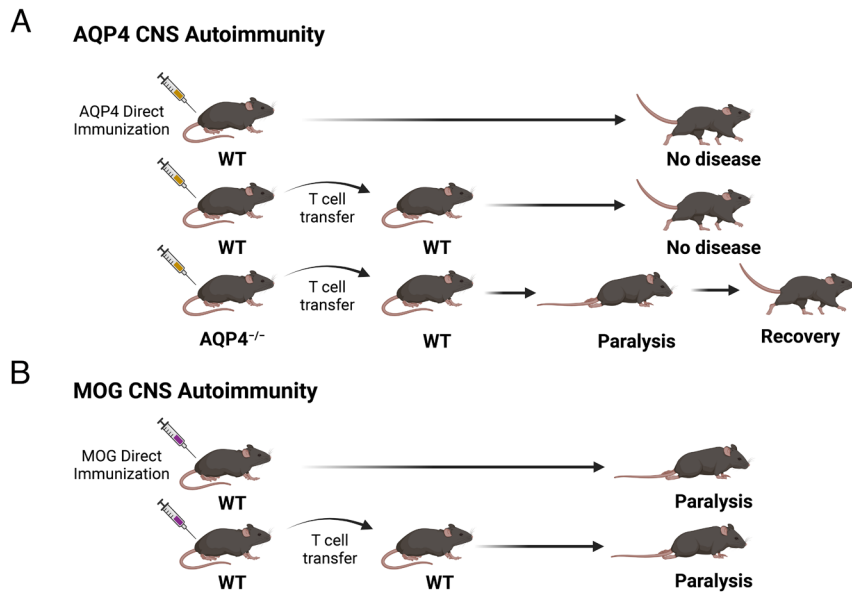 A
AQP4 CNS Autoimmunity
AQP4 Direct
Immunization
WT
No disease
T cell
transfer
WT
WT
No disease
T cell
transfer
AQP4⁻/⁻
WT
Paralysis
Recovery
B
MOG CNS Autoimmunity
MOG Direct
Immunization
WT
Paralysis
T cell
transfer
WT
WT
Paralysis